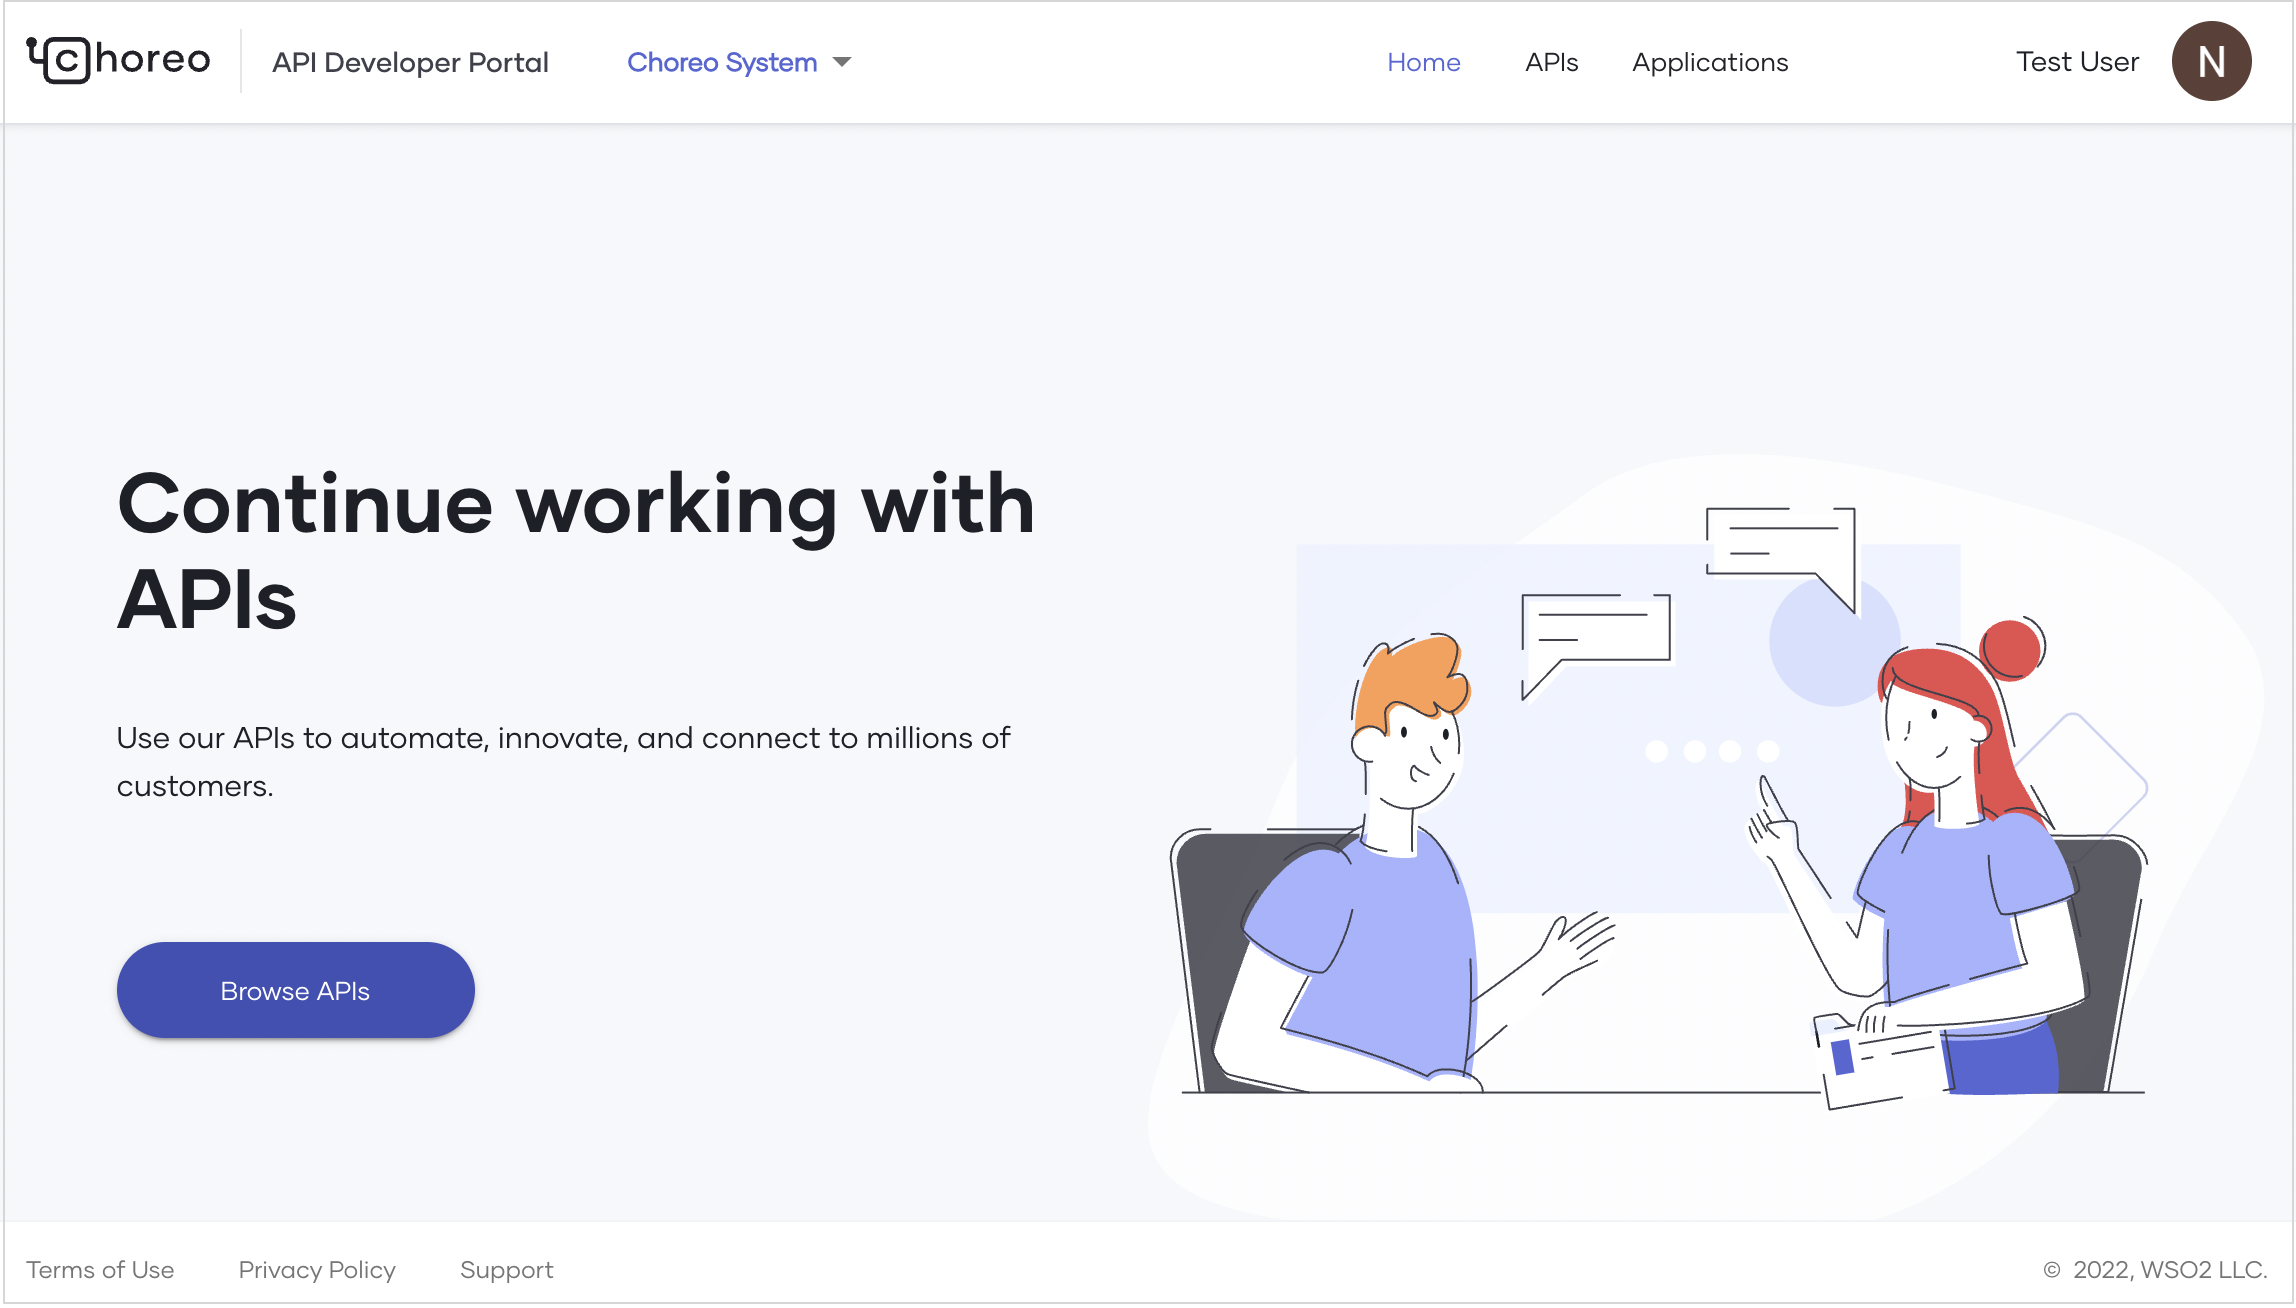 choreo
API Developer Portal
Choreo System
Home
APIs
Applications
Test User
N
Continue working with
APIs
Use our APIs to automate, innovate, and connect to millions of
customers.
Browse APIs
Terms of Use
Privacy Policy
Support
© 2022, WSO2 LLC.